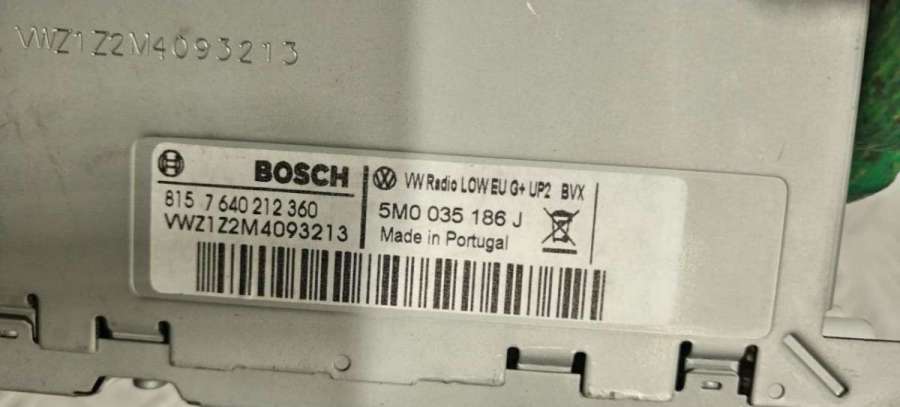 VWZ1Z2M4093213
BOSCH
815 7 640 212 360
VWZ1Z2M4093213
VW Radio LOW EU G+ UP2 BVX
5M0 035 186 J
Made in Portugal